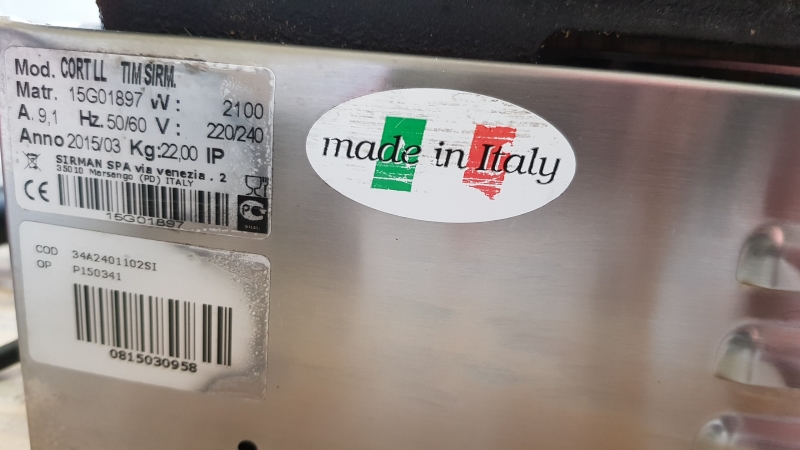 Mod. CORT LL TIM SIRM.
Matr. 15G01897 W: 2100
A. 9,1 Hz. 50/60 V: 220/240
Anno 2015/03 Kg: 22,00 IP
SIRMAN SPA via venezia . 2
35010 Marsango (PD) ITALY
CE
15G01897
made in Italy
COD 34A2401102SI
OP P150341
0815030958